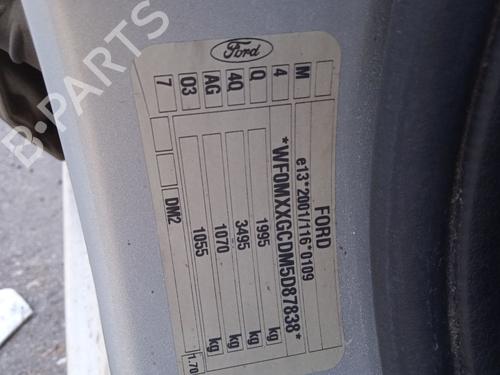 Ford
FORD
e13*2001/116*0109
*WF0MXXGCDM5D87838*
1995 kg
3495 kg
1070 kg
1055 kg
DM2
1.70
M
4
Q
4Q
AG
O3
7
B-PARTS